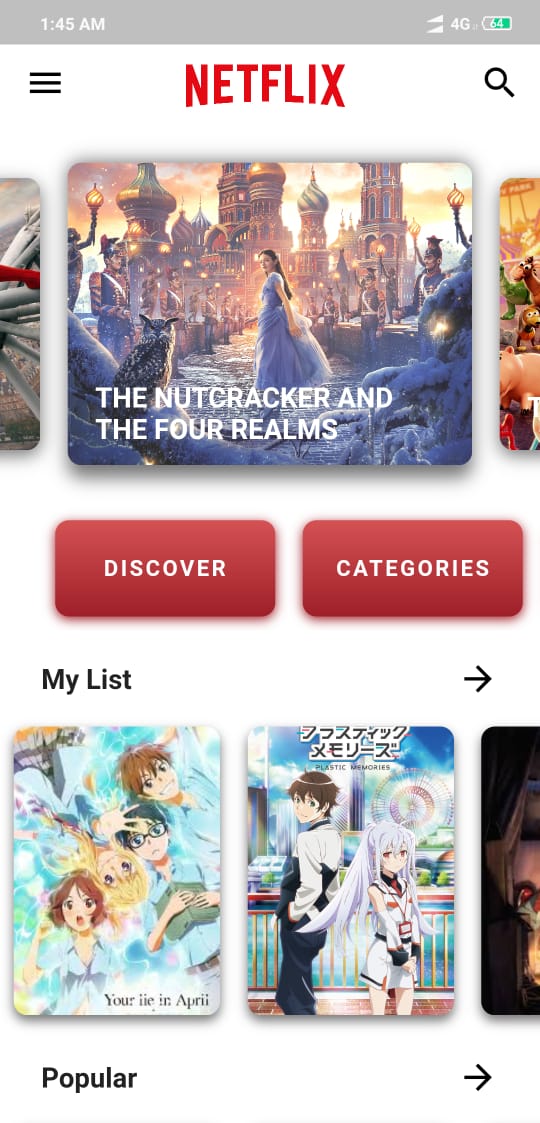 1:45 AM
4G
64
NETFLIX
PARK
THE NUTCRACKER AND
THE FOUR REALMS
T
DISCOVER
CATEGORIES
My List
プラスティック
メモリーズ
PLASTIC MEMORIES
Your lie in April
Popular